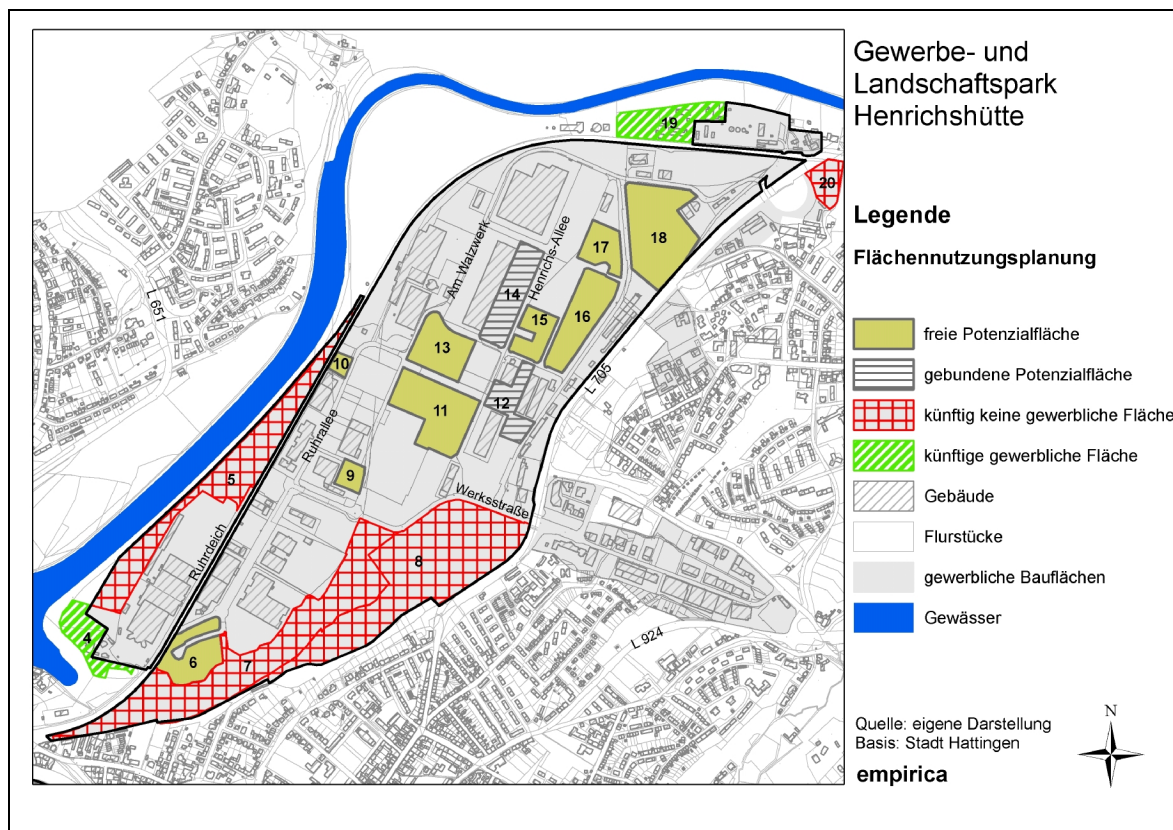 Gewerbe- und
Landschaftspark
Henrichshütte
Legende
Flächennutzungsplanung
freie Potenzialfläche
gebundene Potenzialfläche
künftig keine gewerbliche Fläche
künftige gewerbliche Fläche
Gebäude
Flurstücke
gewerbliche Bauflächen
Gewässer
Quelle: eigene Darstellung
Basis: Stadt Hattingen
empirica
N
19
20
18
17
Am Walzwerk
Henrichs-Allee
14
L 651
15
16
13
10
L 705
12
11
Ruhrallee
9
5
Werksstraße
Ruhrdeich
8
4
6
7
L 924